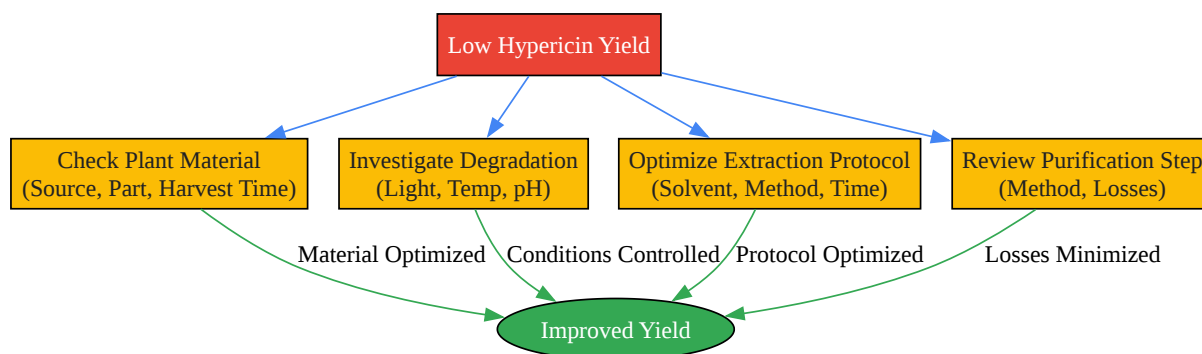 Low Hypericin Yield
Check Plant Material
(Source, Part, Harvest Time)
Investigate Degradation
(Light, Temp, pH)
Optimize Extraction Protocol
(Solvent, Method, Time)
Review Purification Step
(Method, Losses)
Material Optimized
Conditions Controlled
Protocol Optimized
Losses Minimized
Improved Yield